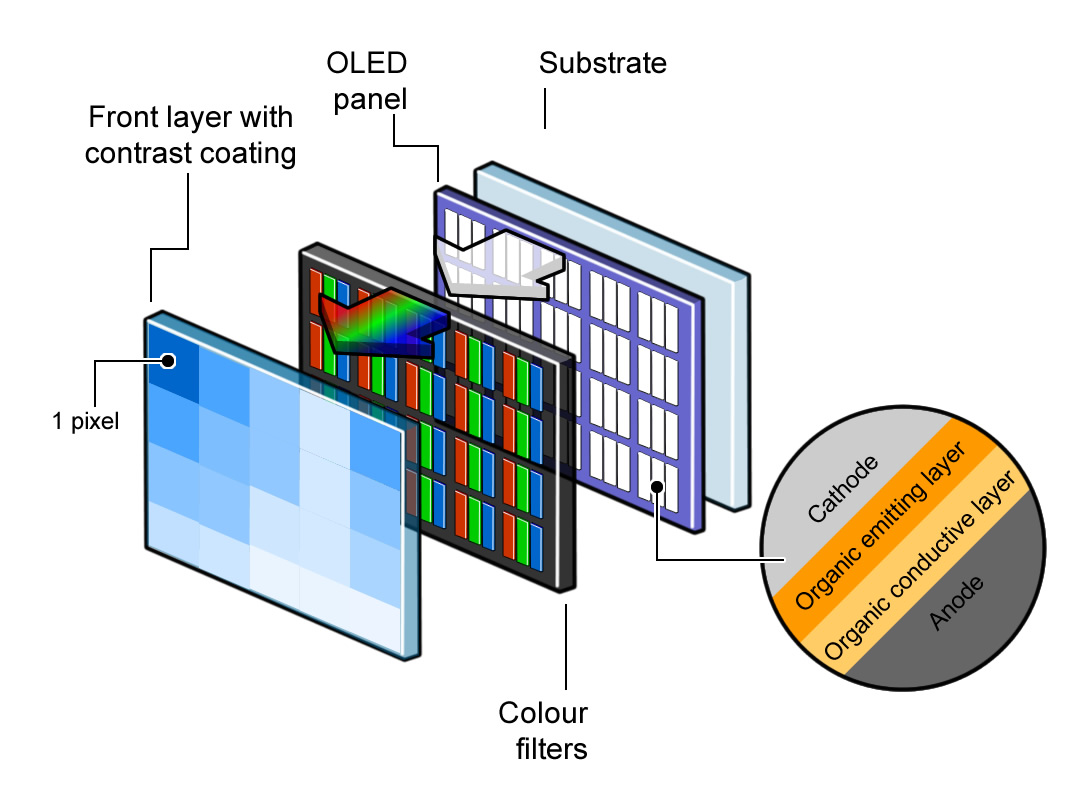 OLED
panel
Substrate
Front layer with
contrast coating
1 pixel
Cathode
Organic emitting layer
Organic conductive layer
Anode
Colour
filters